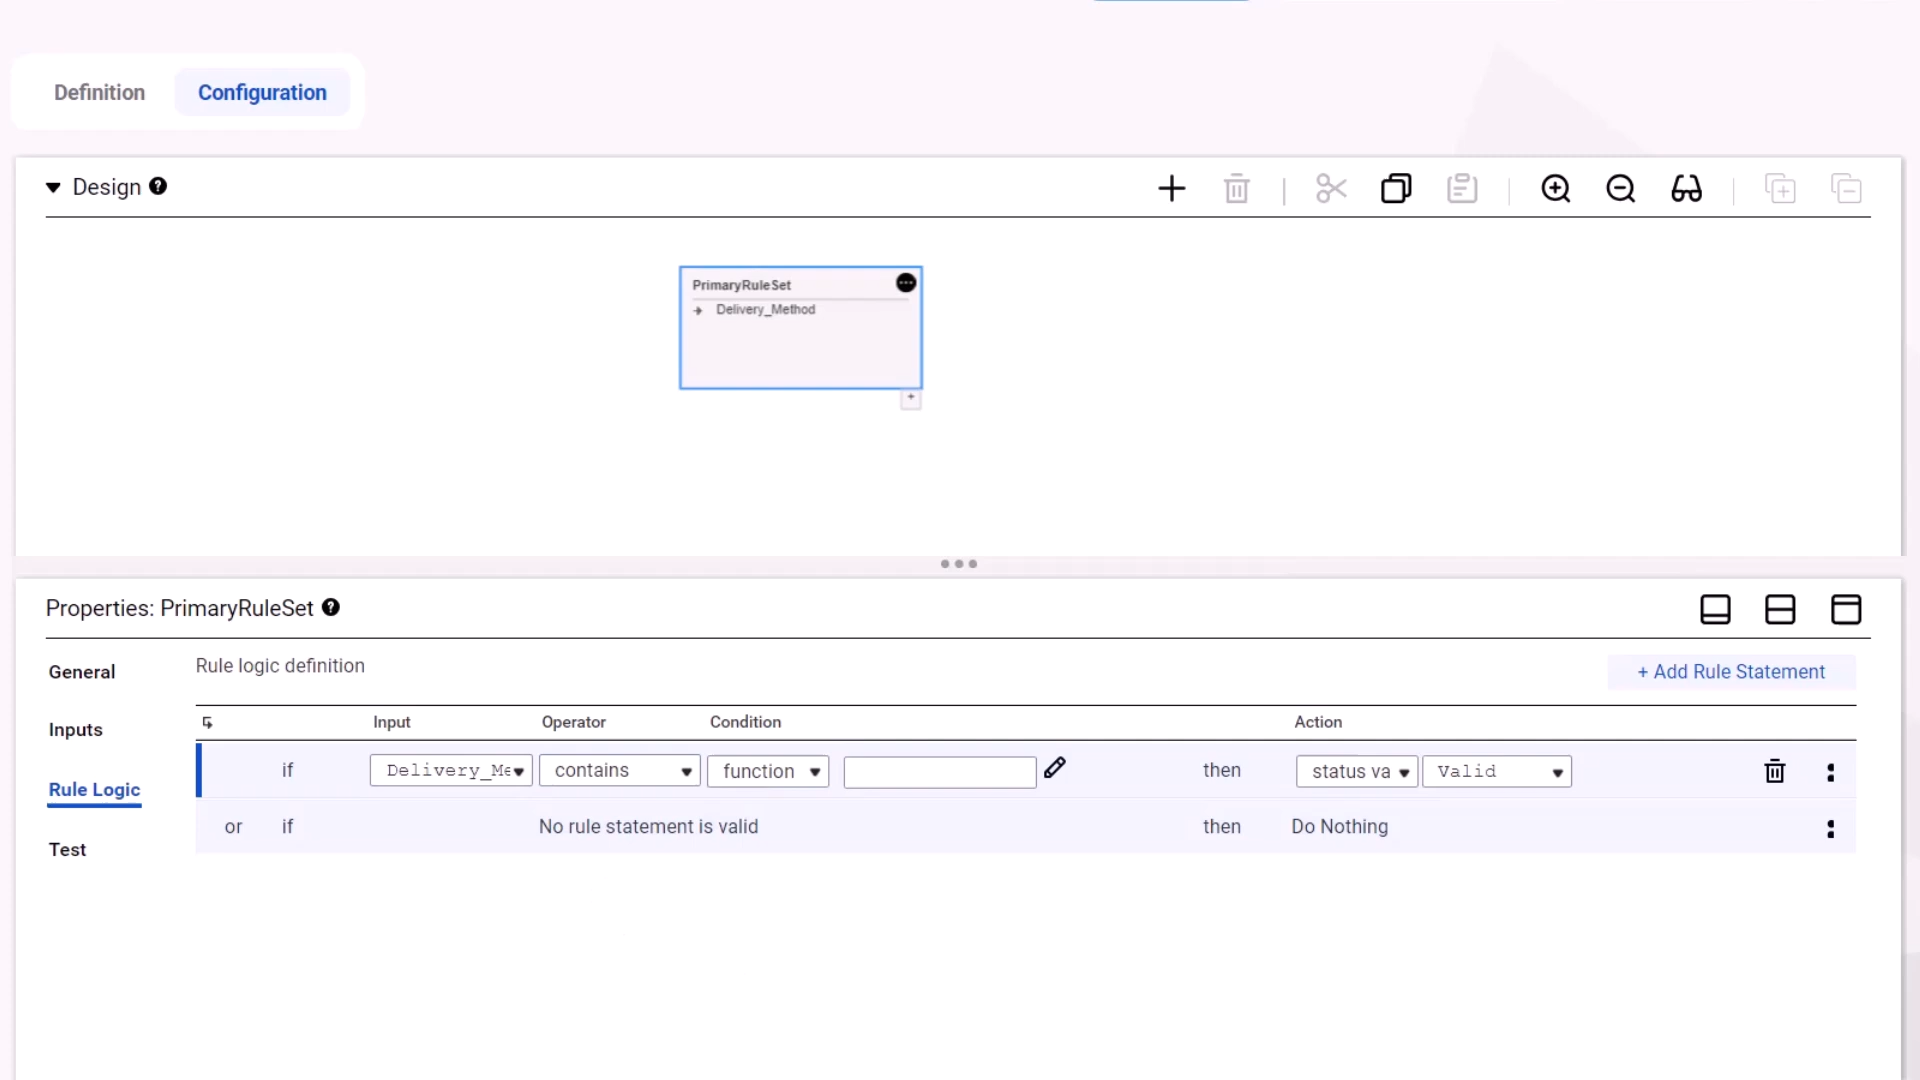 Definition Configuration
Design
PrimaryRuleSet
Delivery_Method
Properties: PrimaryRuleSet
General
Inputs
Rule Logic
Test
Rule logic definition
+ Add Rule Statement
Input Operator Condition Action
if Delivery_Me contains function then status va Valid
or if No rule statement is valid then Do Nothing